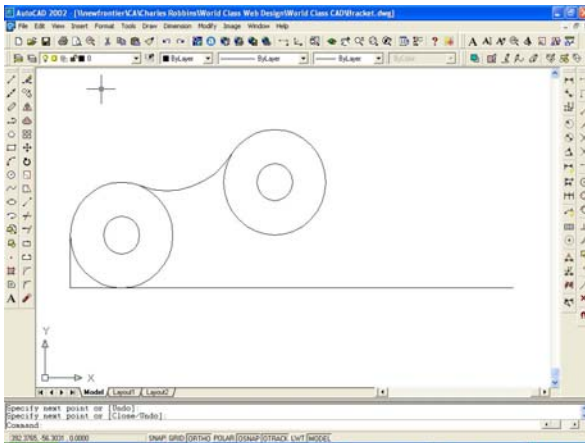 AutoCAD 2002 - [\\newfrontier\CA\Charles Robbins\World Class Web Design\World Class CAD\Bracket.dwg]
File Edit View Insert Format Tools Draw Dimension Modify Image Window Help
0 ByLayer ByLayer ByLayer ByColor
A
Y
X
Model Layout1 Layout2
Specify next point or [Undo]:
Specify next point or [Close/Undo]:
Command:
SNAP GRID ORTHO POLAR OSNAP OTRACK LWT MODEL